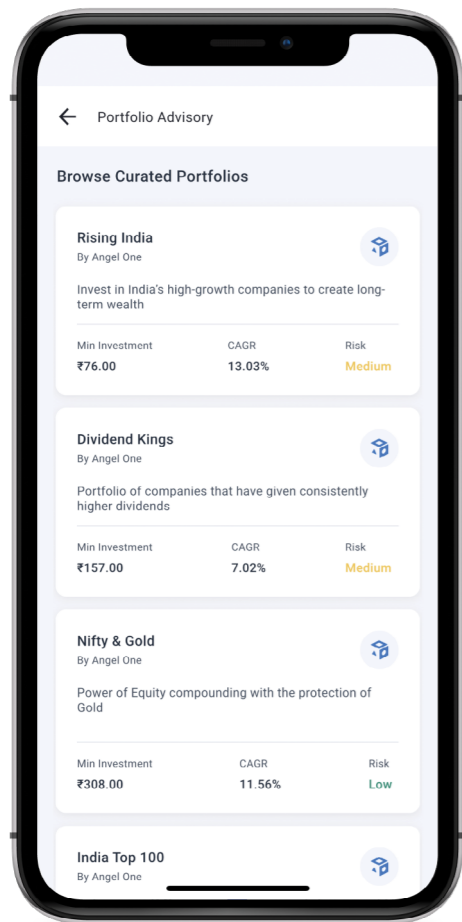 Portfolio Advisory
Browse Curated Portfolios
Rising India
By Angel One
Invest in India's high-growth companies to create long-
term wealth
Min Investment CAGR Risk
₹76.00 13.03% Medium
Dividend Kings
By Angel One
Portfolio of companies that have given consistently
higher dividends
Min Investment CAGR Risk
₹157.00 7.02% Medium
Nifty & Gold
By Angel One
Power of Equity compounding with the protection of
Gold
Min Investment CAGR Risk
₹308.00 11.56% Low
India Top 100
By Angel One